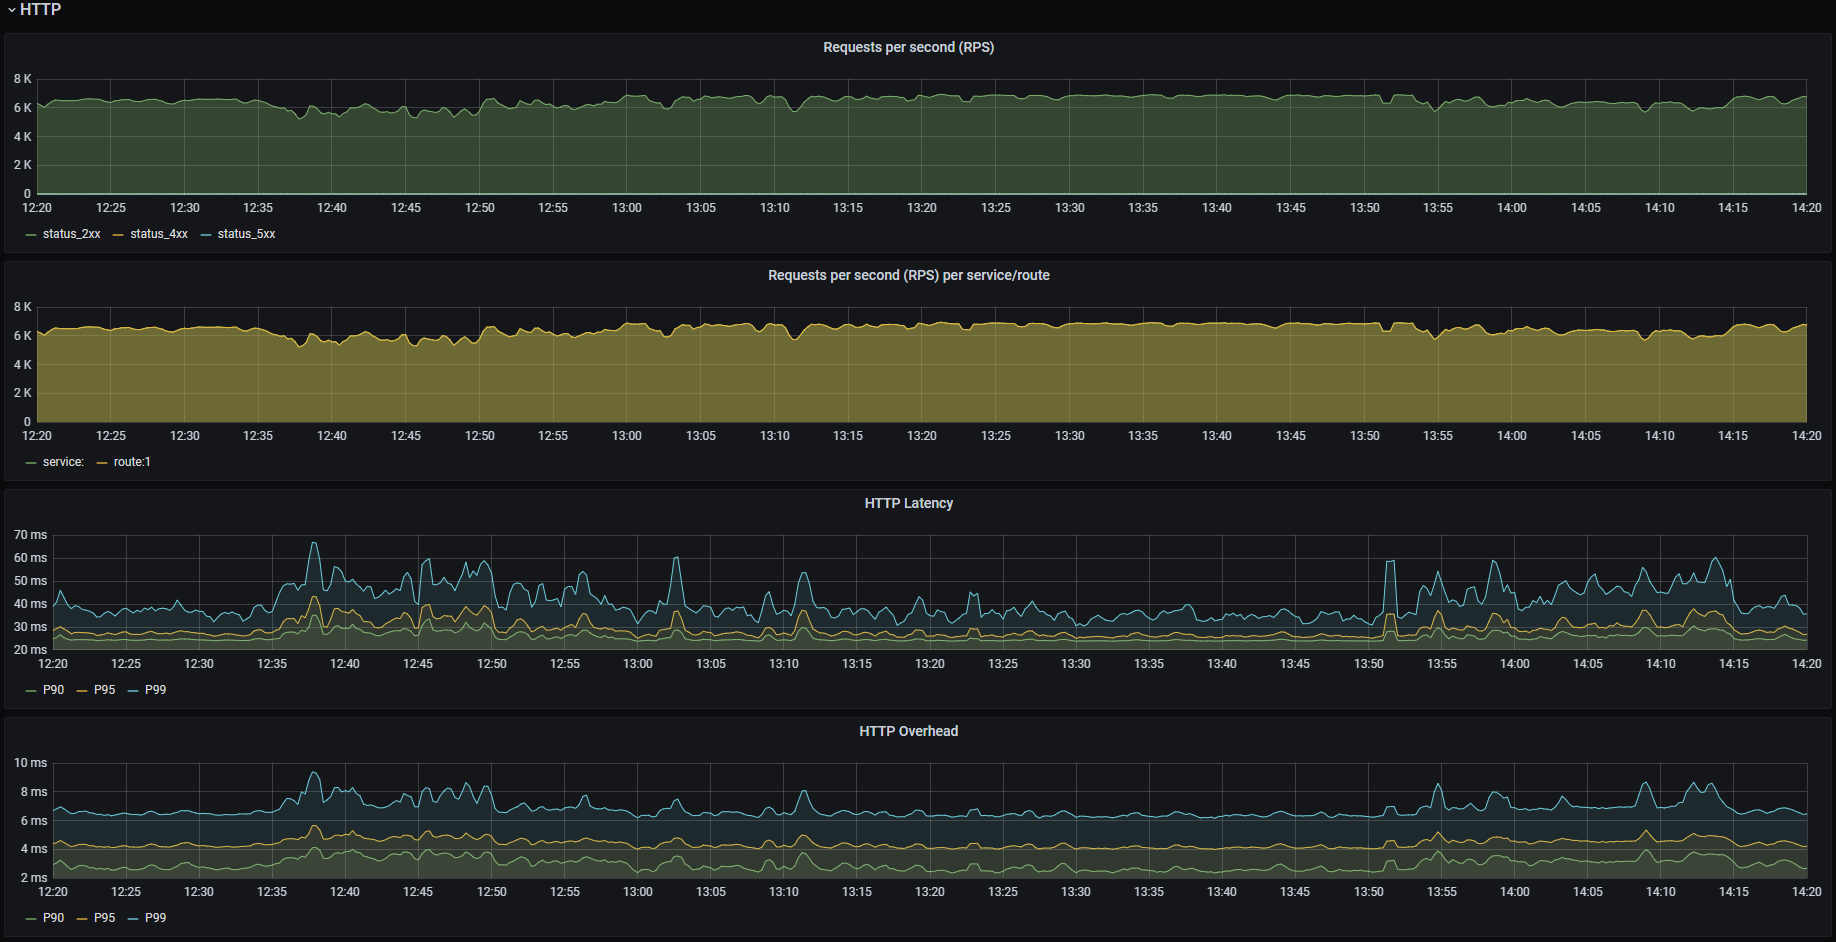 HTTP
Requests per second (RPS)
8 K
6 K
4 K
2 K
0
12:20 12:25 12:30 12:35 12:40 12:45 12:50 12:55 13:00 13:05 13:10 13:15 13:20 13:25 13:30 13:35 13:40 13:45 13:50 13:55 14:00 14:05 14:10 14:15 14:20
status_2xx status_4xx status_5xx
Requests per second (RPS) per service/route
8 K
6 K
4 K
2 K
0
12:20 12:25 12:30 12:35 12:40 12:45 12:50 12:55 13:00 13:05 13:10 13:15 13:20 13:25 13:30 13:35 13:40 13:45 13:50 13:55 14:00 14:05 14:10 14:15 14:20
service: route:1
HTTP Latency
70 ms
60 ms
50 ms
40 ms
30 ms
20 ms
12:20 12:25 12:30 12:35 12:40 12:45 12:50 12:55 13:00 13:05 13:10 13:15 13:20 13:25 13:30 13:35 13:40 13:45 13:50 13:55 14:00 14:05 14:10 14:15 14:20
P90 P95 P99
HTTP Overhead
10 ms
8 ms
6 ms
4 ms
2 ms
12:20 12:25 12:30 12:35 12:40 12:45 12:50 12:55 13:00 13:05 13:10 13:15 13:20 13:25 13:30 13:35 13:40 13:45 13:50 13:55 14:00 14:05 14:10 14:15 14:20
P90 P95 P99